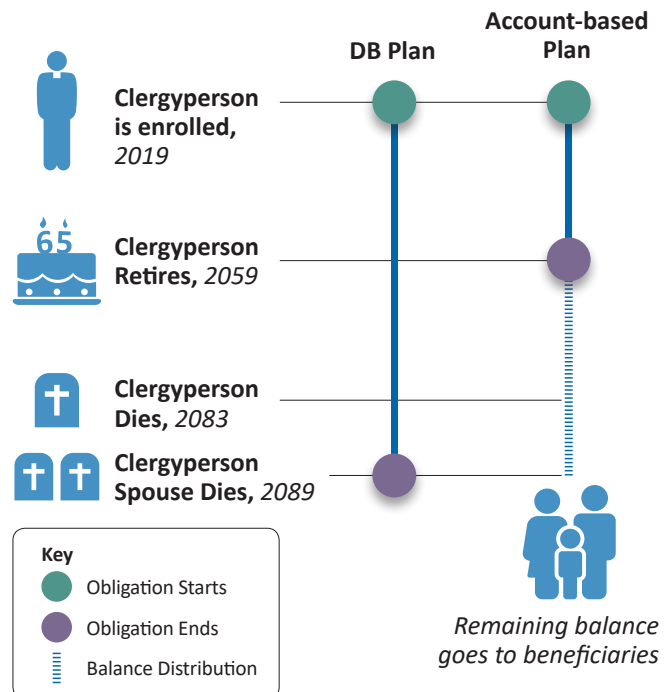 DB Plan
Account-based
Plan
Clergyperson
is enrolled,
2019
65
Clergyperson
Retires, 2059
Clergyperson
Dies, 2083
Clergyperson
Spouse Dies, 2089
Key
Obligation Starts
Obligation Ends
Balance Distribution
Remaining balance
goes to beneficiaries